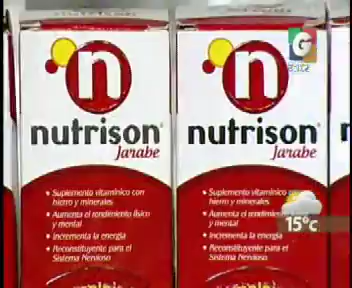 n
nutrison
Jarabe
• Suplemento vitamínico con
hierro y minerales
• Aumenta el rendimiento físico
y mental
• Incrementa la energía
• Reconstituyente para el
Sistema Nervioso
n
nutrison
Jarabe
• Suplemento vitamínico con
hierro y minerales
• Aumenta el rendimiento
y mental
• Incrementa la energía
• Reconstituyente para el
Sistema Nervioso
G
15°C